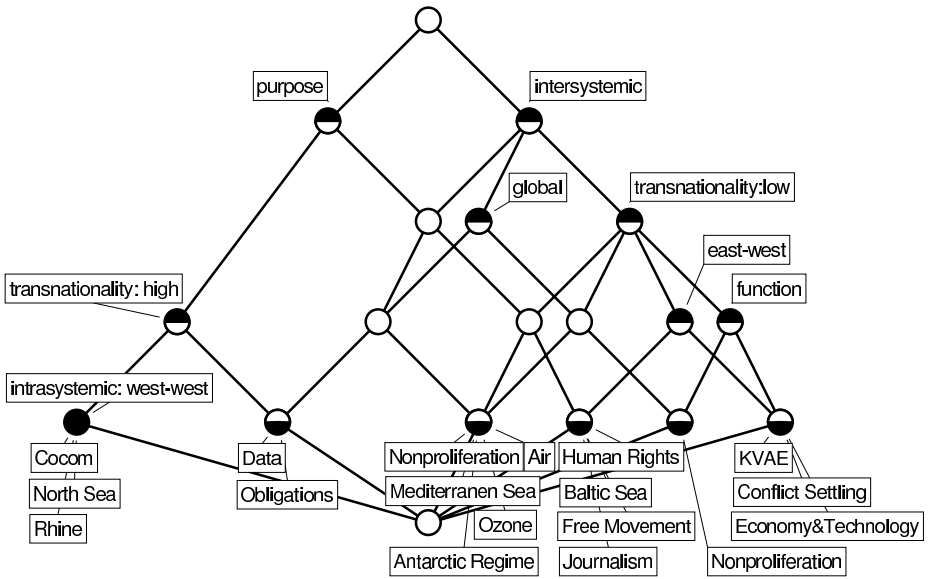 purpose
intersystemic
global
transnationality:low
east-west
transnationality: high
function
intrasystemic: west-west
Cocom
Data
Nonproliferation
Air
Human Rights
KVAE
North Sea
Obligations
Mediterranen Sea
Baltic Sea
Conflict Settling
Rhine
Ozone
Free Movement
Economy&Technology
Antarctic Regime
Journalism
Nonproliferation